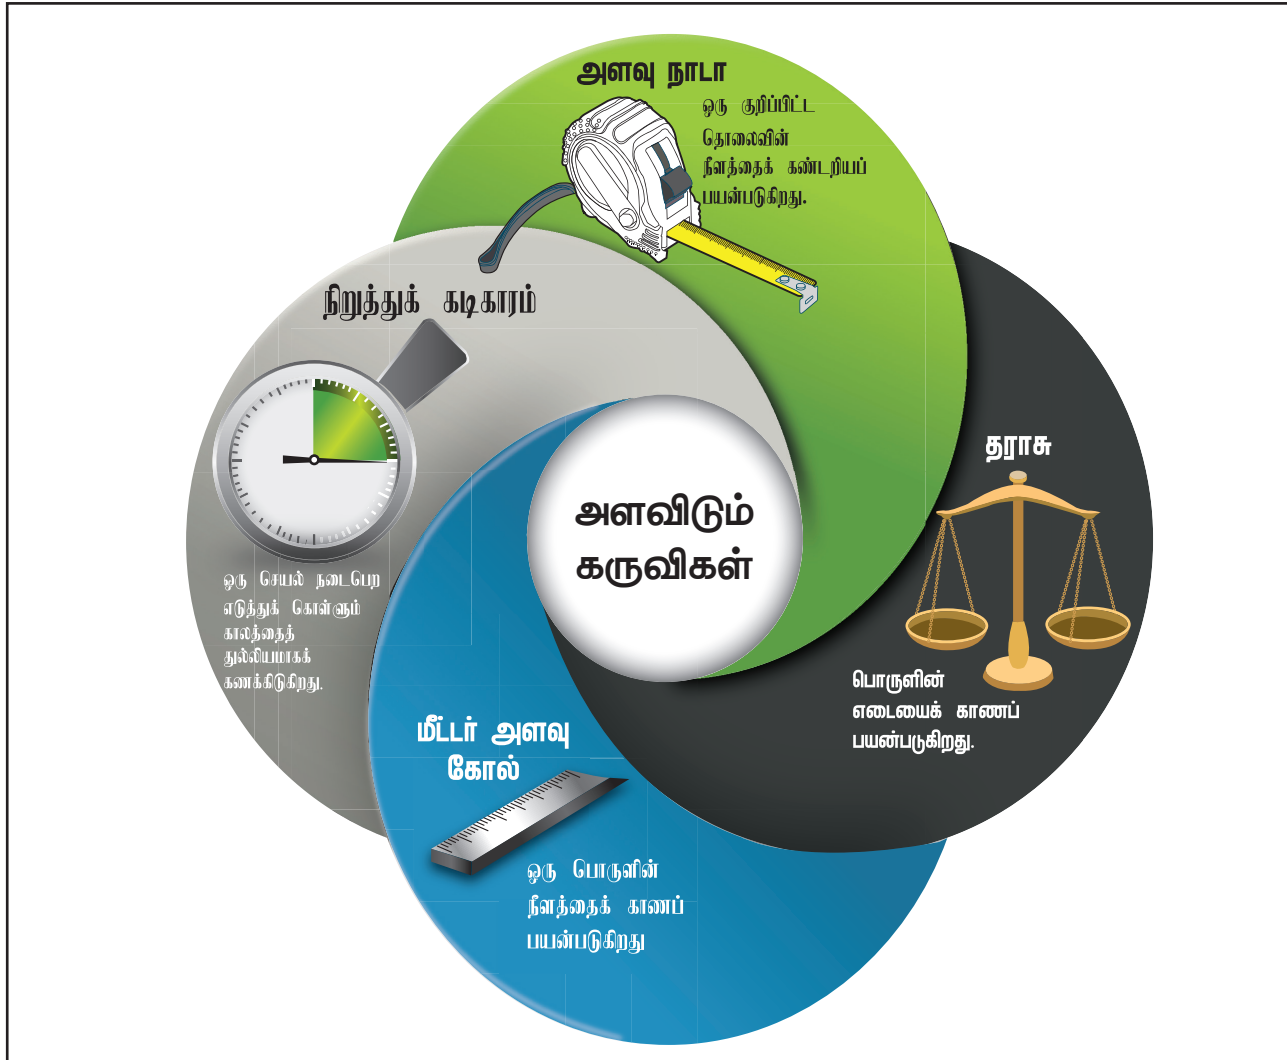 அளவு நாடா
ஒரு குறிப்பிட்ட
தொலைவின்
நீளத்தைக் கண்டறியப்
பயன்படுகிறது.
நிறுத்துக் கடிகாரம்
ஒரு செயல் நடைபெற
எடுத்துக் கொள்ளும்
காலத்தைத்
துல்லியமாகக்
கணக்கிடுகிறது.
அளவிடும்
கருவிகள்
தராசு
பொருளின்
எடையைக் காணப்
பயன்படுகிறது.
மீட்டர் அளவு
கோல்
ஒரு பொருளின்
நீளத்தைக் காணப்
பயன்படுகிறது